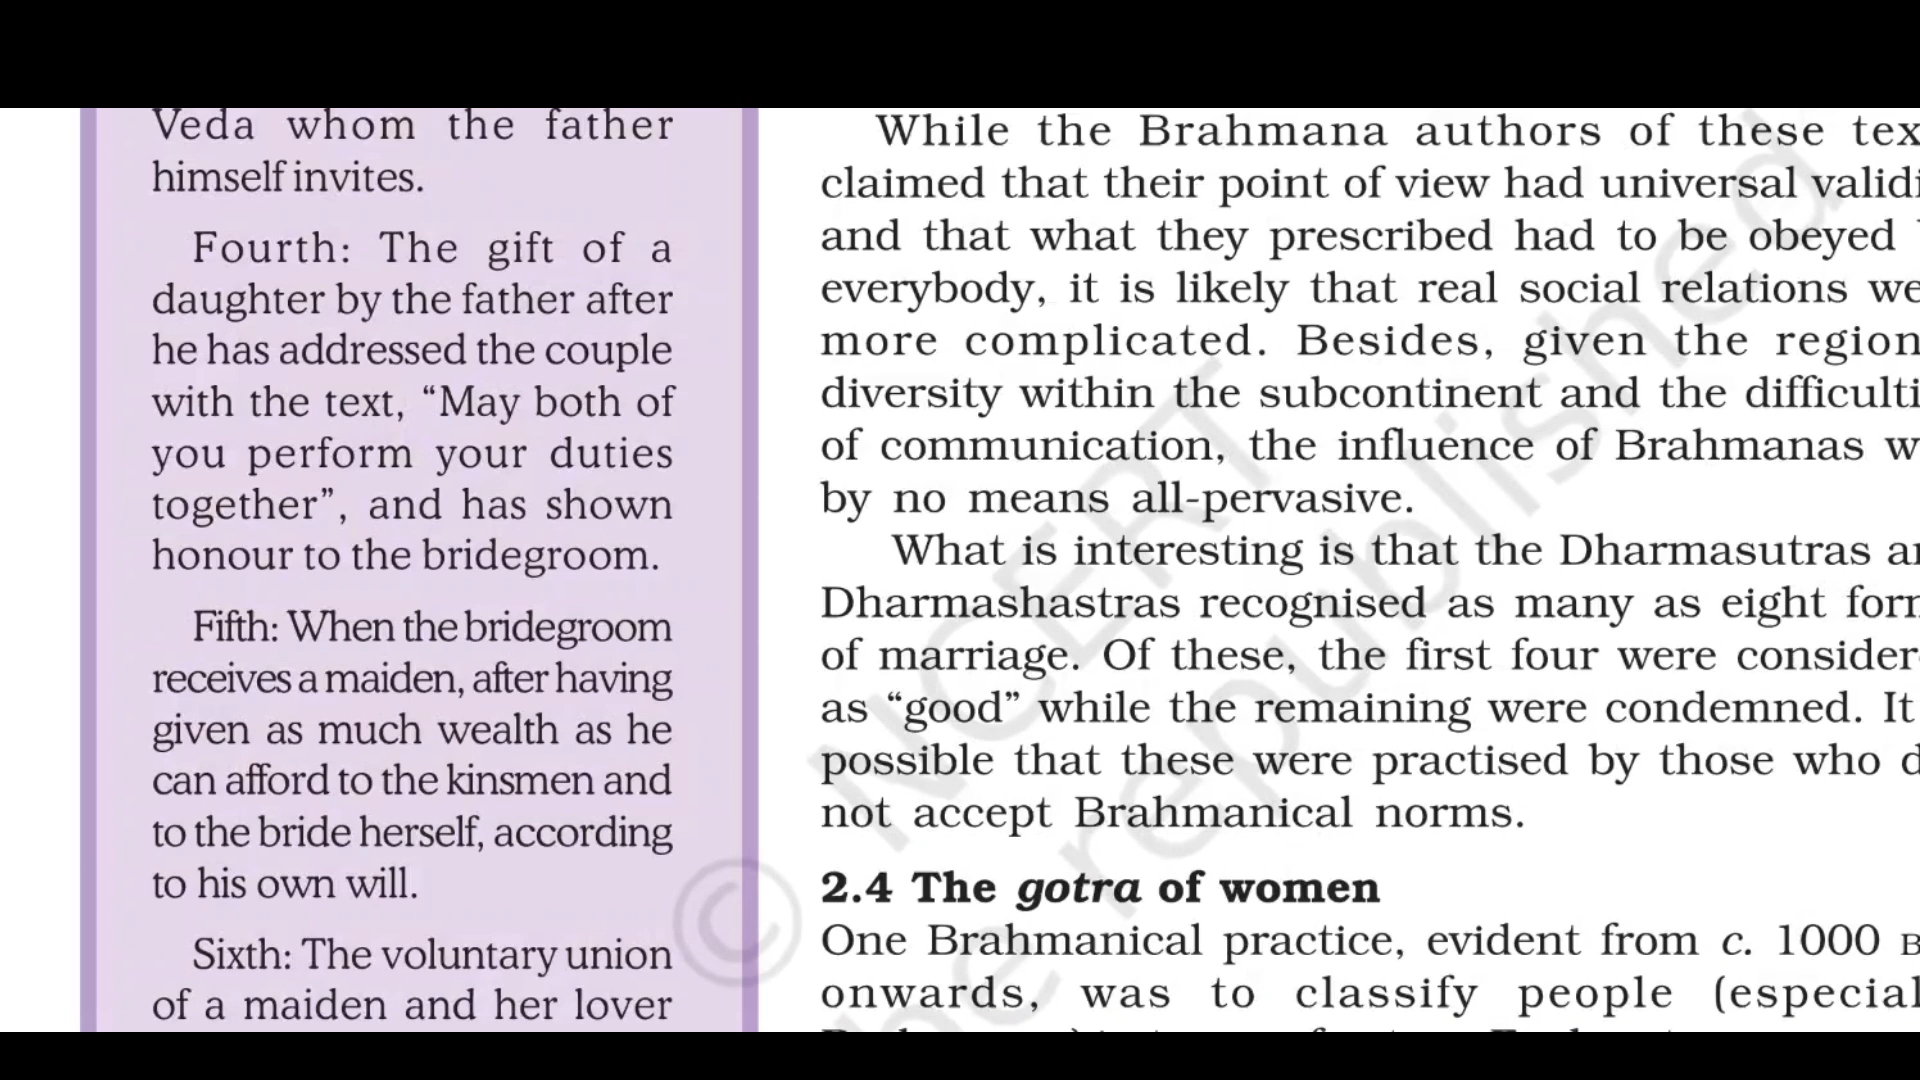 Veda whom the father
himself invites.
Fourth: The gift of a
daughter by the father after
he has addressed the couple
with the text, “May both of
you perform your duties
together”, and has shown
honour to the bridegroom.
Fifth: When the bridegroom
receives a maiden, after having
given as much wealth as he
can afford to the kinsmen and
to the bride herself, according
to his own will.
Sixth: The voluntary union
of a maiden and her lover
While the Brahmana authors of these tex
claimed that their point of view had universal validi
and that what they prescribed had to be obeyed
everybody, it is likely that real social relations we
more complicated. Besides, given the region
diversity within the subcontinent and the difficulti
of communication, the influence of Brahmanas w
by no means all-pervasive.
What is interesting is that the Dharmasutras an
Dharmashastras recognised as many as eight for
of marriage. Of these, the first four were consider
as “good” while the remaining were condemned. It
possible that these were practised by those who d
not accept Brahmanical norms.
2.4 The gotra of women
One Brahmanical practice, evident from c. 1000 B
onwards, was to classify people (especial
© NCERT
be republished